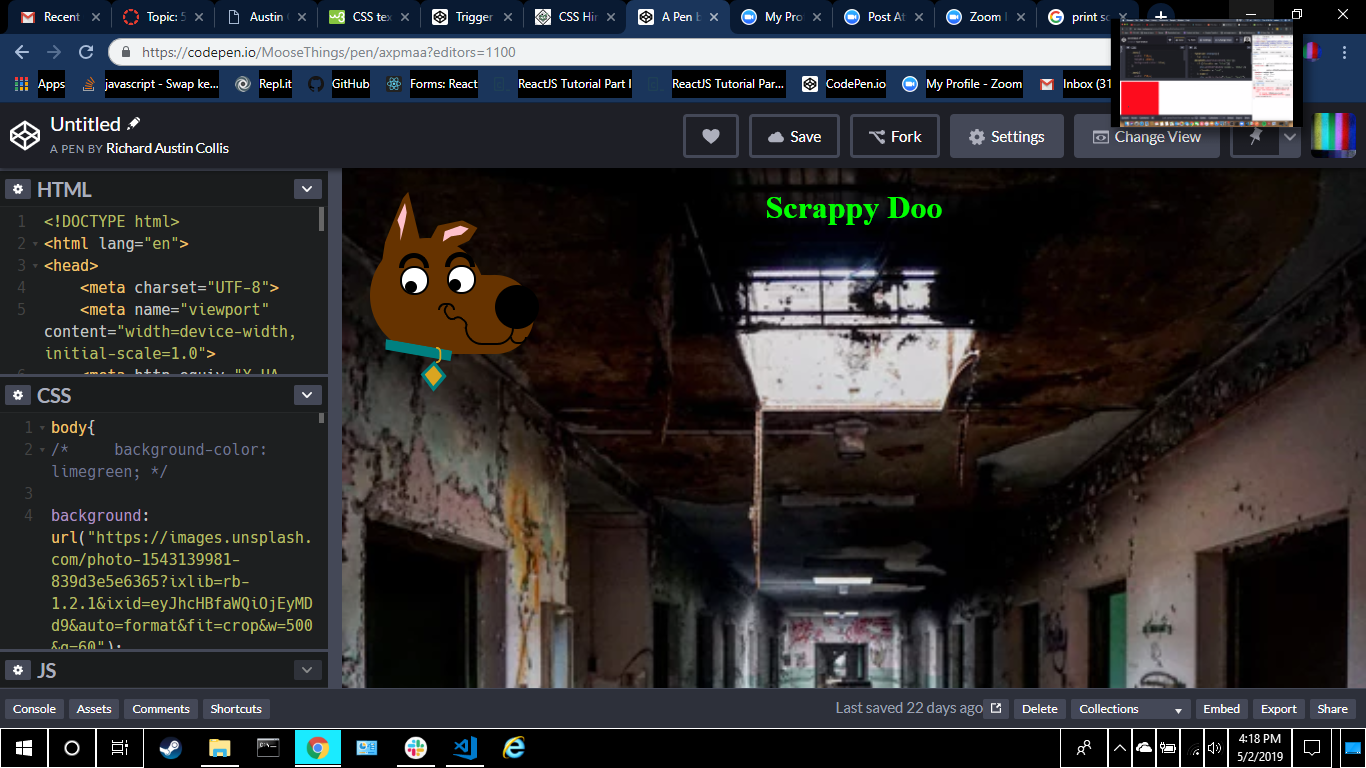 Recent
Topic: 5
Austin
CSS tex
Trigger
CSS Hir
A Pen b
My Pro
Post At
Zoom
print sc
https://codepen.io/MooseThings/pen/axpmaa?editors=1100
Apps
javascript - Swap ke...
RepLit
GitHub
Forms: React
ReactJS Tutorial Part I
ReactJS Tutorial Par...
CodePen.io
My Profile - Zoom
Inbox (31
Untitled
A PEN BY Richard Austin Collis
Save
Fork
Settings
Change View
HTML
1 <!DOCTYPE html>
2 <html lang="en">
3 <head>
4 <meta charset="UTF-8">
5 <meta name="viewport"
content="width=device-width,
initial-scale=1.0">
CSS
1 body{
2 /* background-color:
limegreen; */
3
4 background:
url("https://images.unsplash.
com/photo-1543139981-
839d3e5e6365?ixlib=rb-
1.2.1&ixid=eyJhcHBfaWQiOjEyMD
d9&auto=format&fit=crop&w=500
&q=60");
JS
Scrappy Doo
Console
Assets
Comments
Shortcuts
Last saved 22 days ago
Delete
Collections
Embed
Export
Share
4:18 PM
5/2/2019